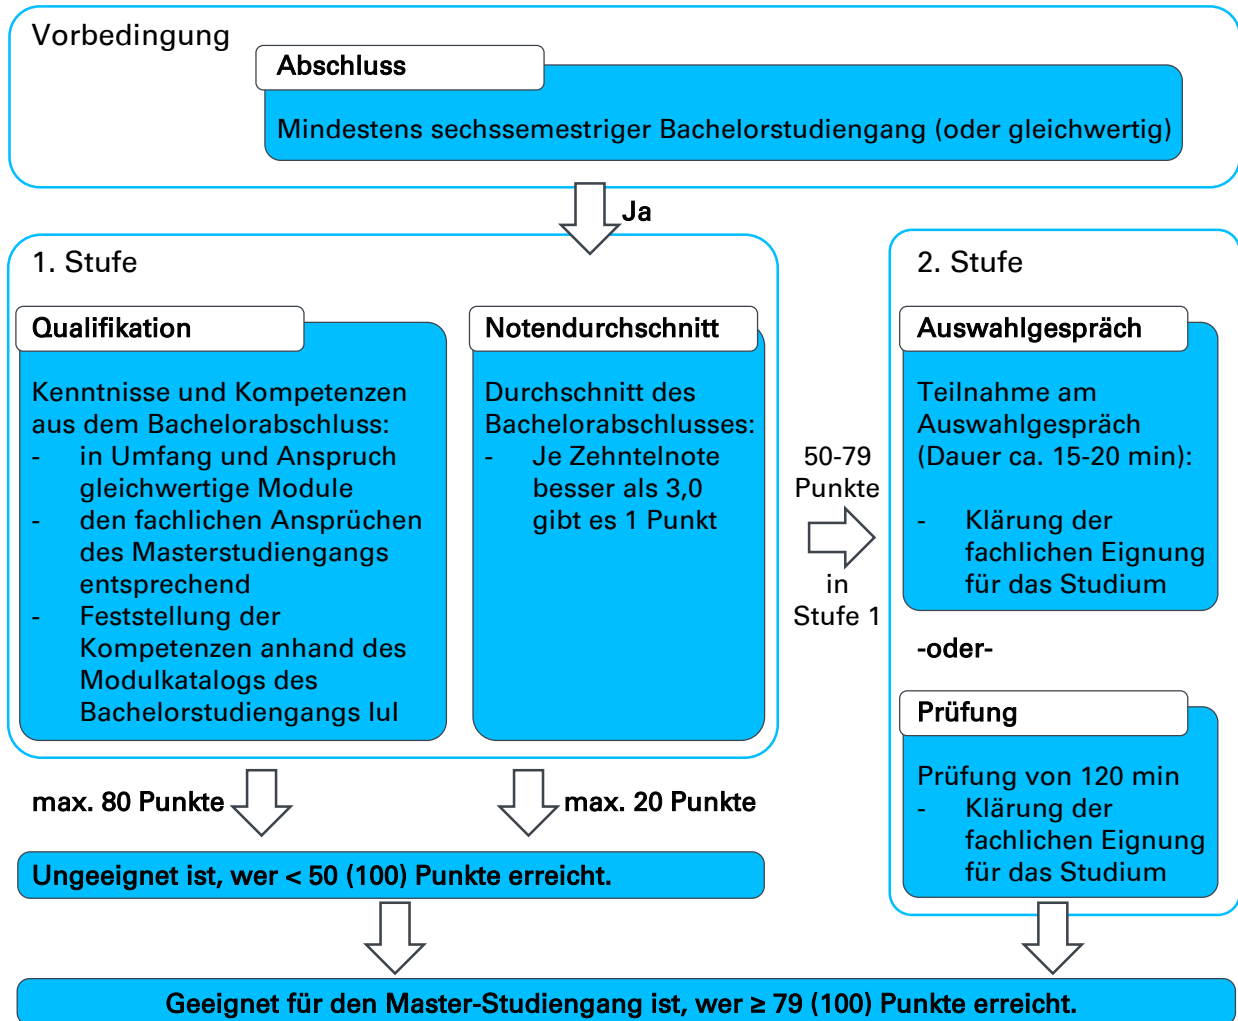 Vorbedingung
Abschluss
Mindestens sechssemestriger Bachelorstudiengang (oder gleichwertig)
Ja
1. Stufe
Qualifikation
Kenntnisse und Kompetenzen
aus dem Bachelorabschluss:
- in Umfang und Anspruch
gleichwertige Module
- den fachlichen Ansprüchen
des Masterstudiengangs
entsprechend
- Feststellung der
Kompetenzen anhand des
Modulkatalogs des
Bachelorstudiengangs IuI
Notendurchschnitt
Durchschnitt des
Bachelorabschlusses:
- Je Zehntelnote
besser als 3,0
gibt es 1 Punkt
50-79
Punkte
in
Stufe 1
2. Stufe
Auswahlgespräch
Teilnahme am
Auswahlgespräch
(Dauer ca. 15-20 min):
- Klärung der
fachlichen Eignung
für das Studium
-oder-
Prüfung
Prüfung von 120 min
- Klärung der
fachlichen Eignung
für das Studium
max. 80 Punkte
max. 20 Punkte
Ungeeignet ist, wer < 50 (100) Punkte erreicht.
Geeignet für den Master-Studiengang ist, wer ≥ 79 (100) Punkte erreicht.